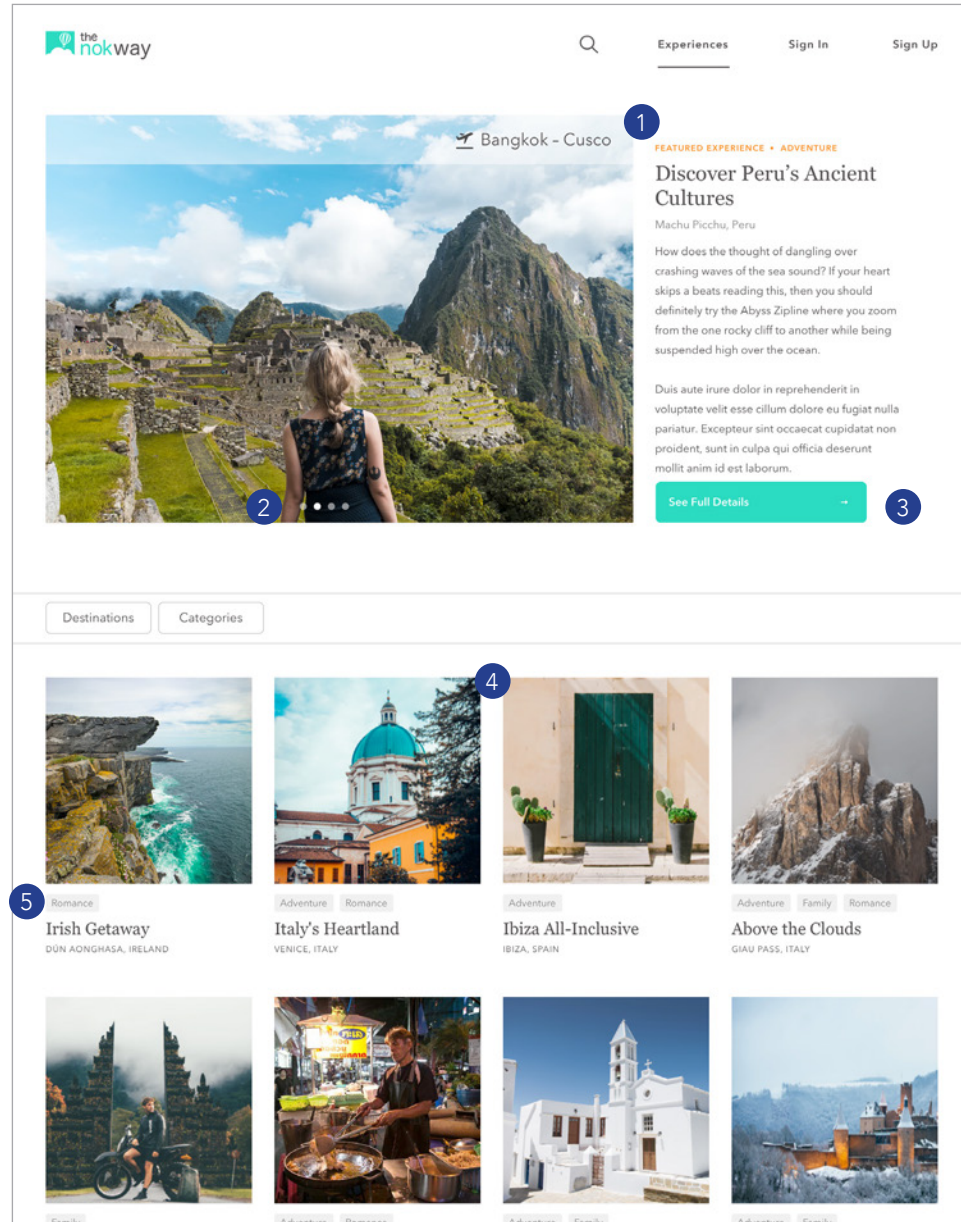 the
nokway
Experiences
Sign In
Sign Up
1
Bangkok - Cusco
FEATURED EXPERIENCE • ADVENTURE
Discover Peru’s Ancient
Cultures
Machu Picchu, Peru
How does the thought of dangling over
crashing waves of the sea sound? If your heart
skips a beats reading this, then you should
definitely try the Abyss Zipline where you zoom
from the one rocky cliff to another while being
suspended high over the ocean.
Duis aute irure dolor in reprehenderit in
voluptate velit esse cillum dolore eu fugiat nulla
pariatur. Excepteur sint occaecat cupidatat non
proident, sunt in culpa qui officia deserunt
mollit anim id est laborum.
2
See Full Details →
3
Destinations
Categories
4
5
Romance
Irish Getaway
DÚN AONGHASA, IRELAND
Adventure Romance
Italy's Heartland
VENICE, ITALY
Adventure
Ibiza All-Inclusive
IBIZA, SPAIN
Adventure Family Romance
Above the Clouds
GIAU PASS, ITALY
Family
Adventure Romance
Adventure Family
Adventure Family